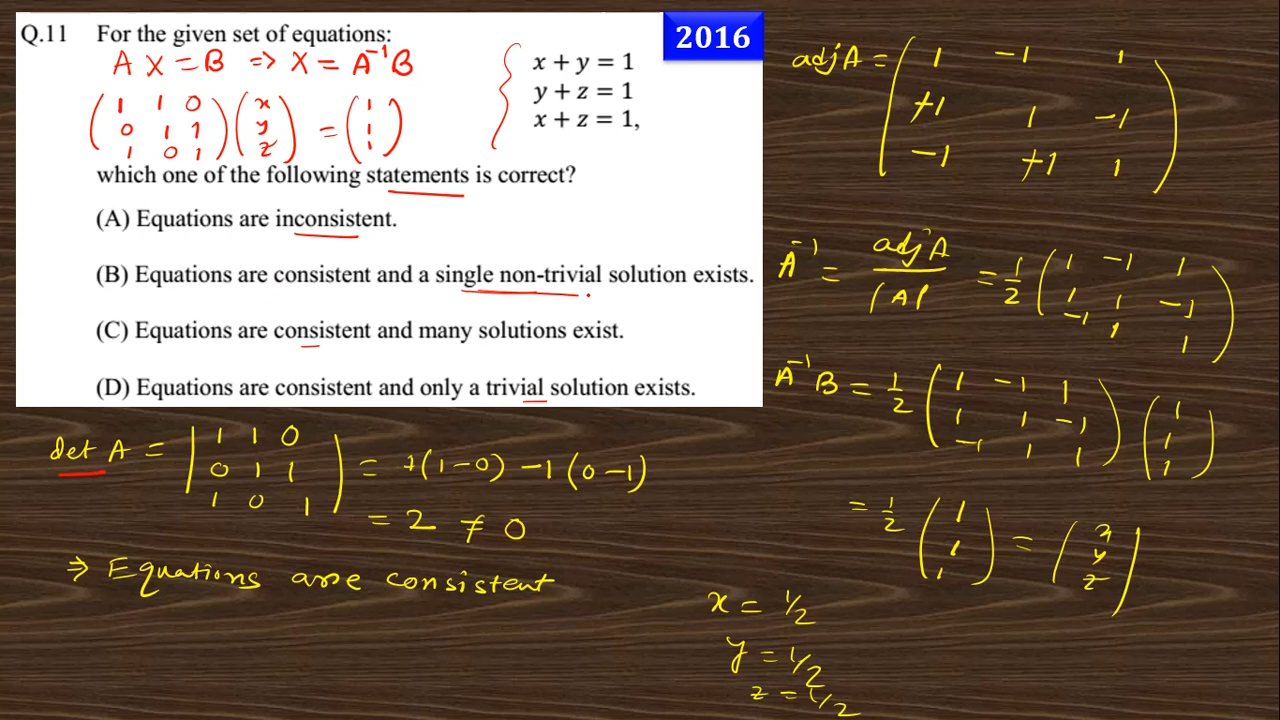 Q.11 For the given set of equations:
2016
A X = B => X = A⁻¹B
( 1 1 0 ) ( x ) ( 1 )
( 0 1 1 ) ( y ) = ( 1 )
( 1 0 1 ) ( z ) ( 1 )
x + y = 1
y + z = 1
x + z = 1,
which one of the following statements is correct?
(A) Equations are inconsistent.
(B) Equations are consistent and a single non-trivial solution exists.
(C) Equations are consistent and many solutions exist.
(D) Equations are consistent and only a trivial solution exists.
det A = | 1 1 0 | = +(1-0) -1(0-1)
| 0 1 1 |
| 1 0 1 |
= 2 ≠ 0
⇒ Equations are consistent
adj A = ( 1 -1 1 )
( +1 1 -1 )
( -1 +1 1 )
A⁻¹ = adj A / |A| = 1/2 ( 1 -1 1 )
( 1 1 -1 )
( -1 1 1 )
A⁻¹B = 1/2 ( 1 -1 1 ) ( 1 )
( 1 1 -1 ) ( 1 )
( -1 1 1 ) ( 1 )
= 1/2 ( 1 ) = ( x )
( 1 ) ( y )
( 1 ) ( z )
x = 1/2
y = 1/2
z = 1/2